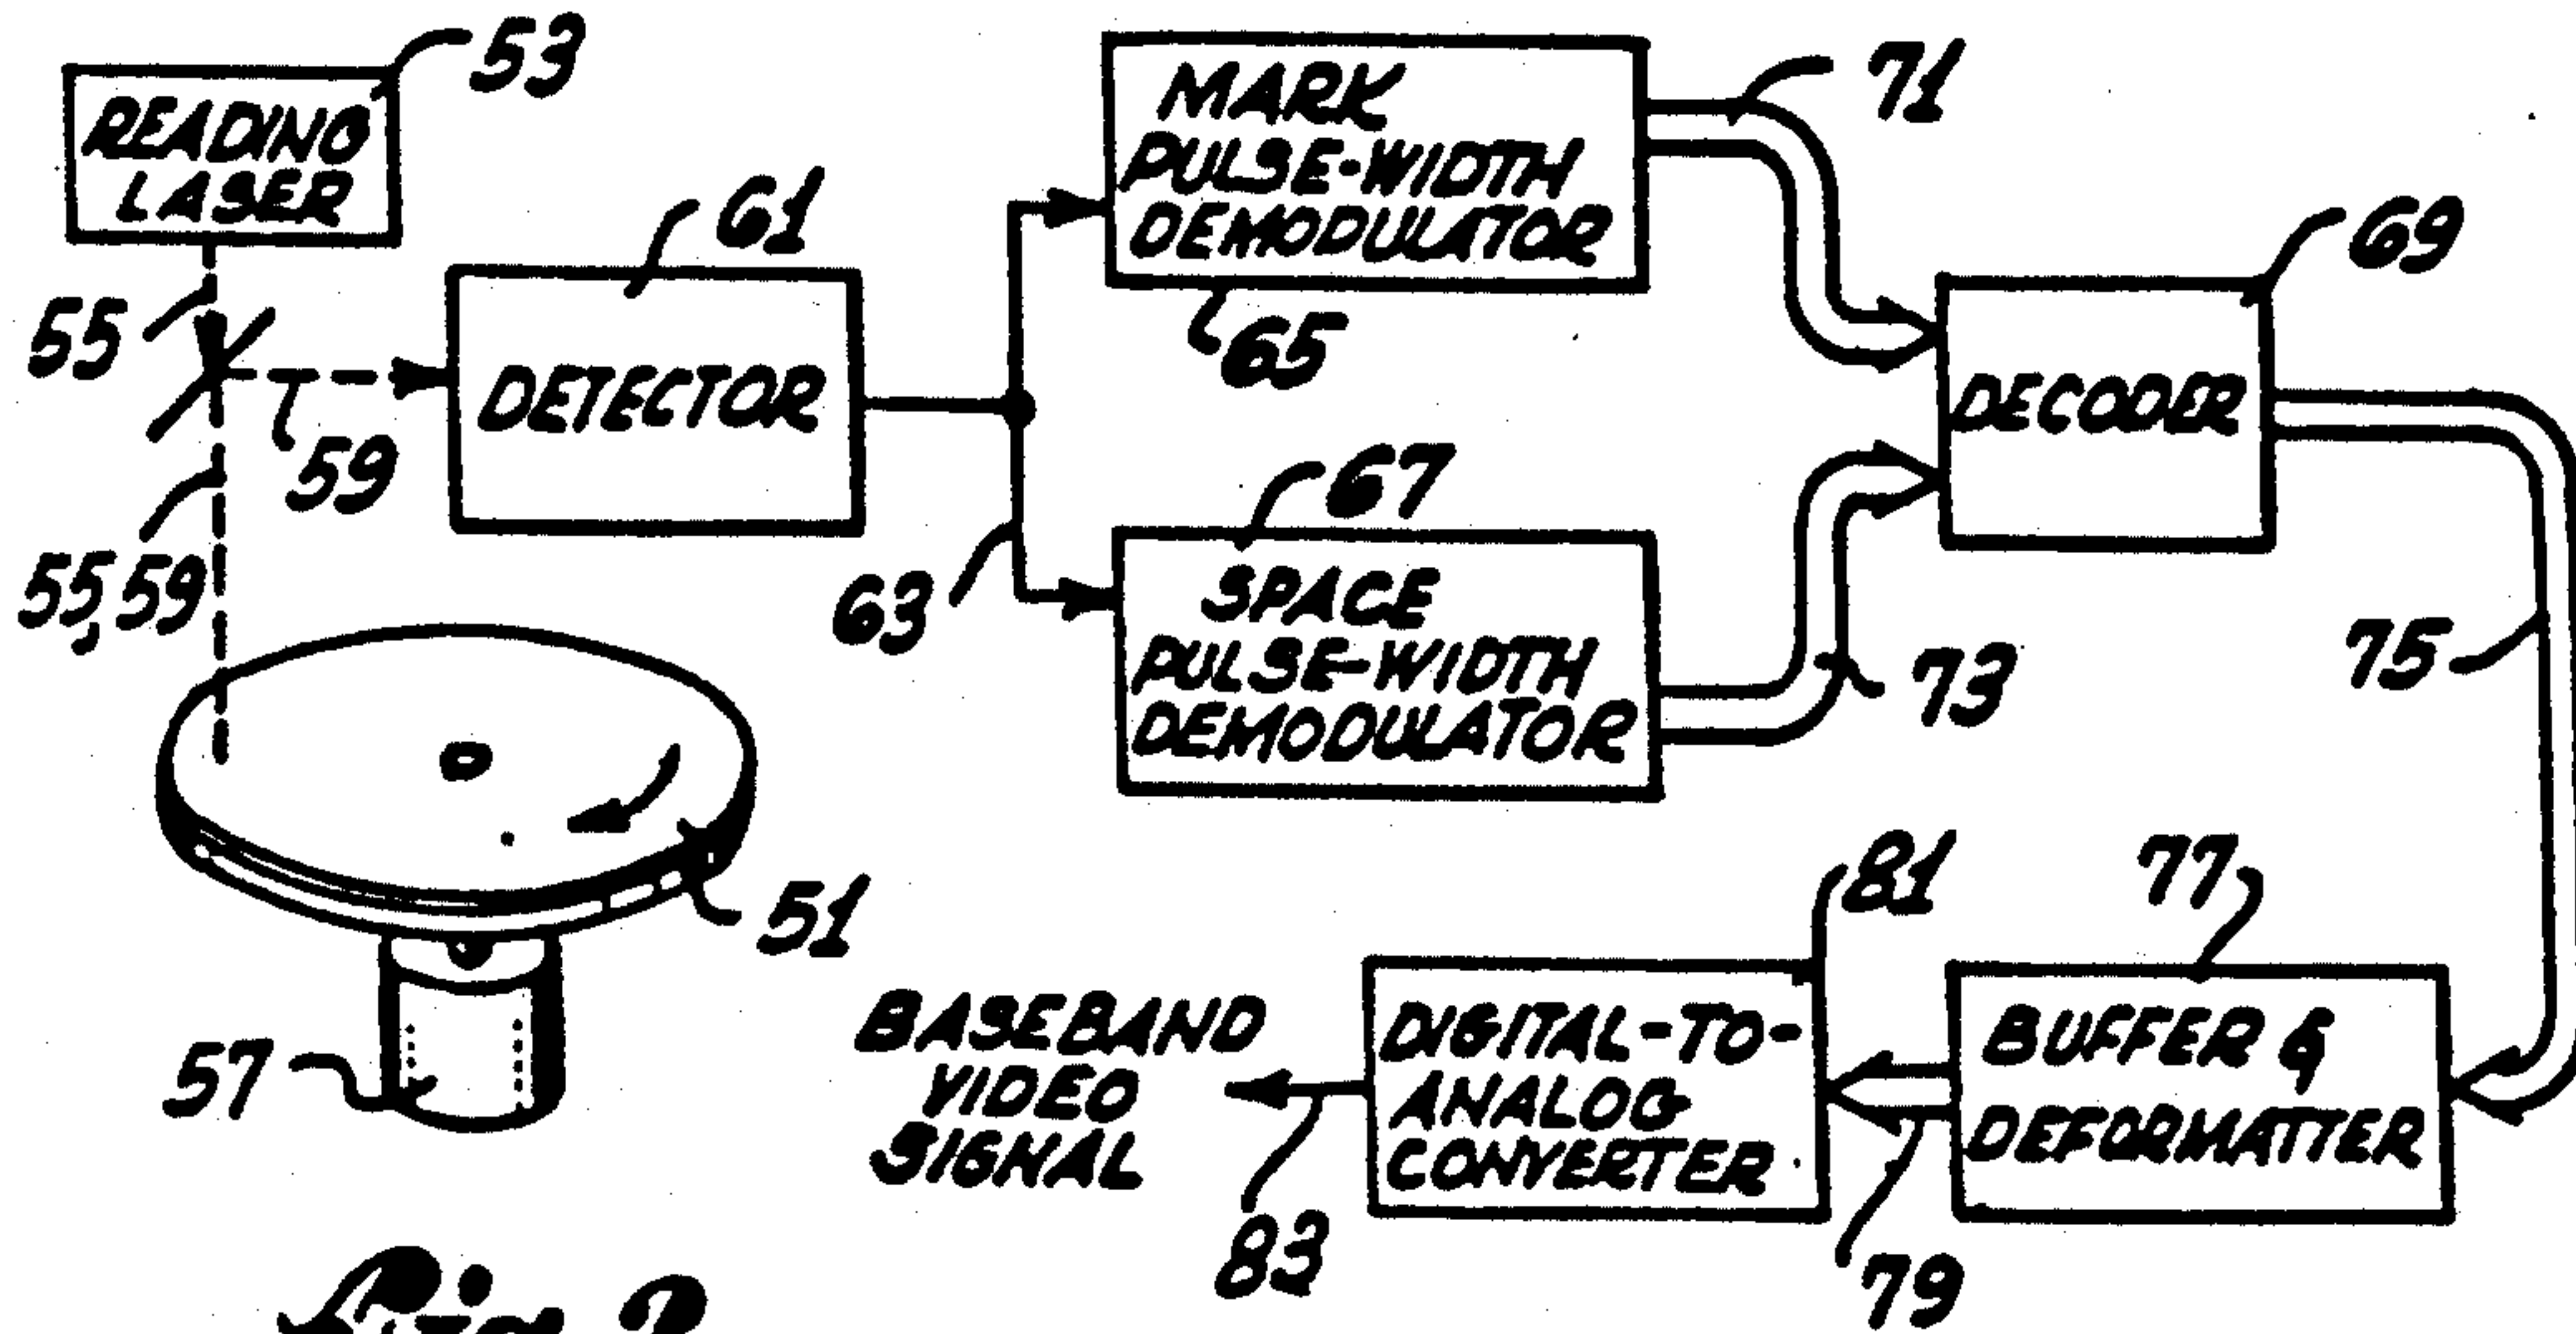 53
READING
LASER
55
59
55,59
61
DETECTOR
63
MARK
PULSE-WIDTH
DEMODULATOR
65
71
67
SPACE
PULSE-WIDTH
DEMODULATOR
73
69
DECODER
75
51
57
77
BUFFER &
DEFORMATTER
79
81
DIGITAL-TO-
ANALOG
CONVERTER
83
BASEBAND
VIDEO
SIGNAL